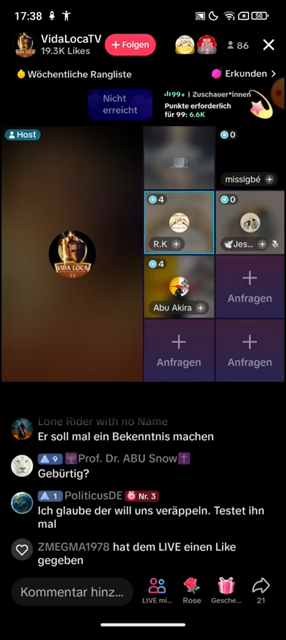 17:38
50
VidaLocaTV
19.3K Likes
+ Folgen
86
Wöchentliche Rangliste
Erkunden >
Nicht
erreicht
99+ | Zuschauer*innen
Punkte erforderlich
für 99: 6.6K
Host
0
missigbé +
4
0
R.K +
Jes... +
VIDA LOCA
TV
4
Abu Akira +
Anfragen
Anfragen
Anfragen
Lone Rider with no Name
Er soll mal ein Bekenntnis machen
9 Prof. Dr. ABU Snow
Gebürtig?
1 PoliticusDE Nr. 3
Ich glaube der will uns veräppeln. Testet ihn
mal
ZMEGMA1978 hat dem LIVE einen Like
gegeben
Kommentar hinz...
LIVE mi...
Rose
Gesche...
21